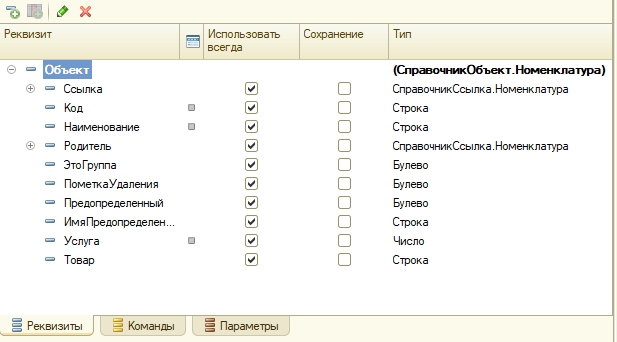 Реквизит Использовать всегда Сохранение Тип
Объект (СправочникОбъект.Номенклатура)
Ссылка СправочникСсылка.Номенклатура
Код Строка
Наименование Строка
Родитель СправочникСсылка.Номенклатура
ЭтоГруппа Булево
ПометкаУдаления Булево
Предопределенный Булево
ИмяПредопределен... Строка
Услуга Число
Товар Строка
Реквизиты Команды Параметры